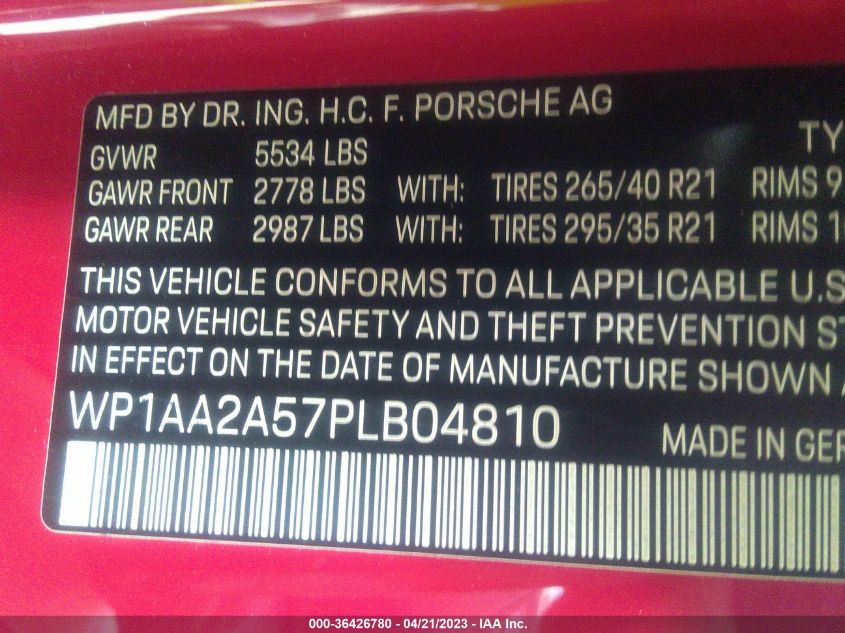 MFD BY DR. ING. H.C. F. PORSCHE AG
TY
GVWR 5534 LBS
GAWR FRONT 2778 LBS WITH: TIRES 265/40 R21 RIMS 9
GAWR REAR 2987 LBS WITH: TIRES 295/35 R21 RIMS 1
THIS VEHICLE CONFORMS TO ALL APPLICABLE U.S
MOTOR VEHICLE SAFETY AND THEFT PREVENTION ST
IN EFFECT ON THE DATE OF MANUFACTURE SHOWN
WP1AA2A57PLB04810
MADE IN GER
000-36426780 - 04/21/2023 - IAA Inc.